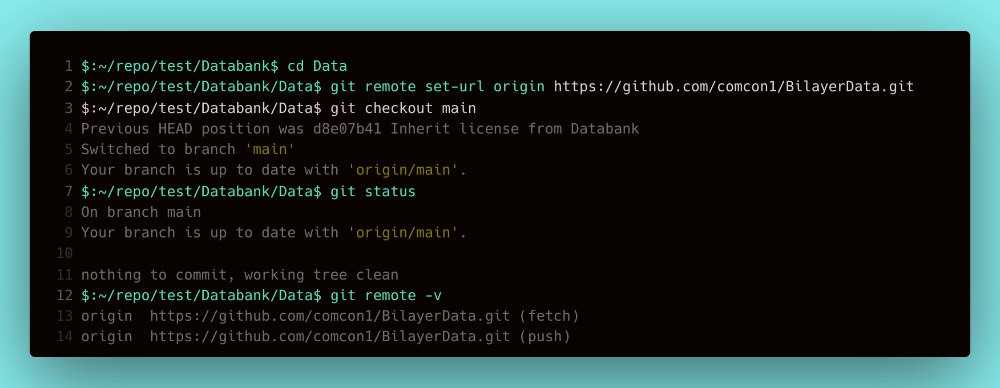 1 $:~/repo/test/Databank$ cd Data
2 $:~/repo/test/Databank/Data$ git remote set-url origin https://github.com/comcon1/BilayerData.git
3 $:~/repo/test/Databank/Data$ git checkout main
4 Previous HEAD position was d8e07b41 Inherit license from Databank
5 Switched to branch 'main'
6 Your branch is up to date with 'origin/main'.
7 $:~/repo/test/Databank/Data$ git status
8 On branch main
9 Your branch is up to date with 'origin/main'.
10
11 nothing to commit, working tree clean
12 $:~/repo/test/Databank/Data$ git remote -v
13 origin  https://github.com/comcon1/BilayerData.git (fetch)
14 origin  https://github.com/comcon1/BilayerData.git (push)